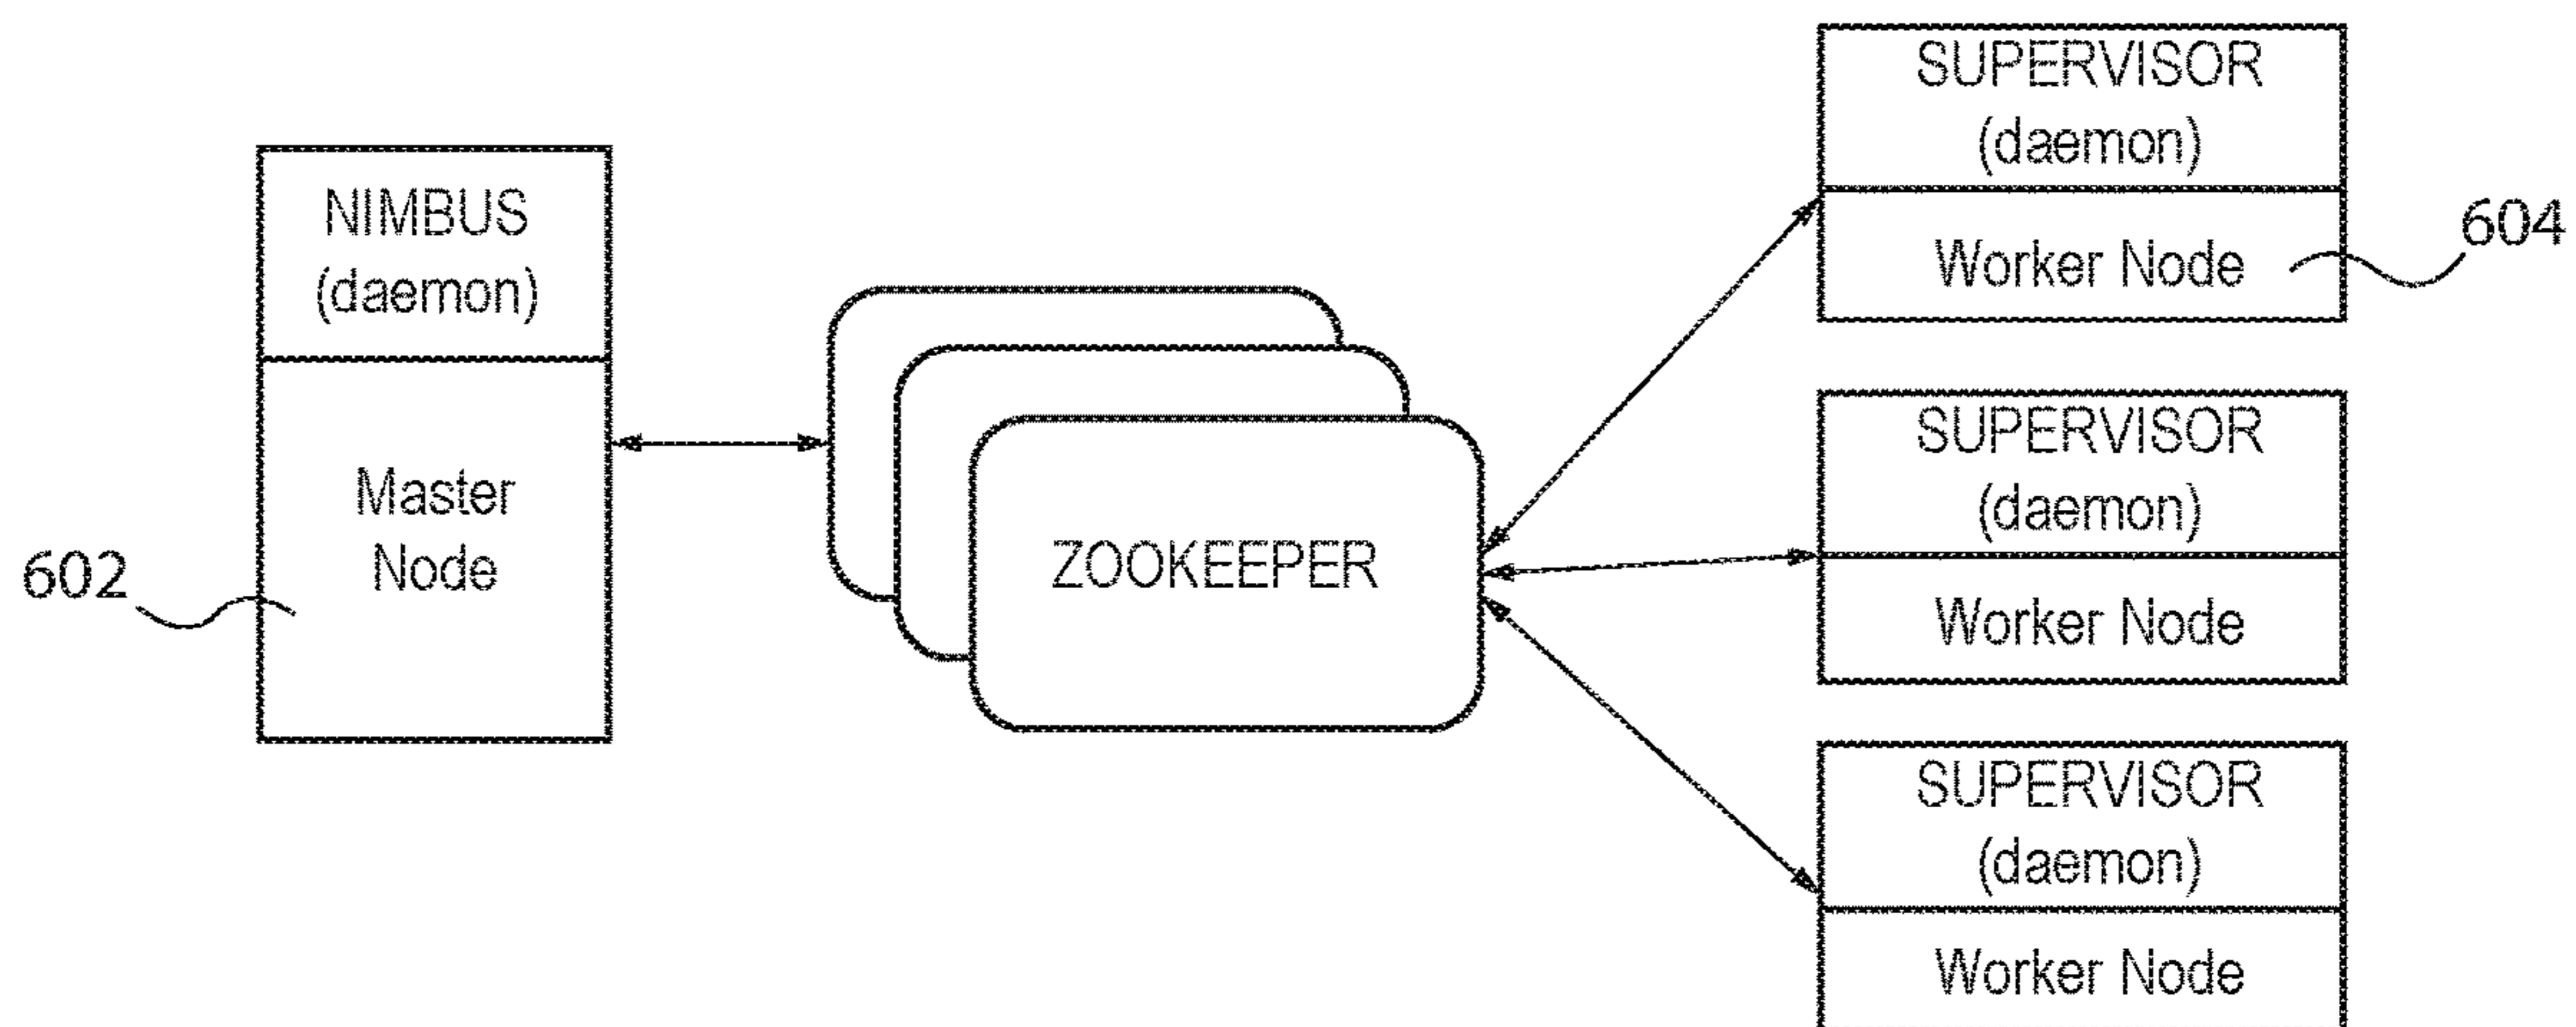 NIMBUS
(daemon)
Master
Node
602
ZOOKEEPER
SUPERVISOR
(daemon)
Worker Node
604
SUPERVISOR
(daemon)
Worker Node
SUPERVISOR
(daemon)
Worker Node